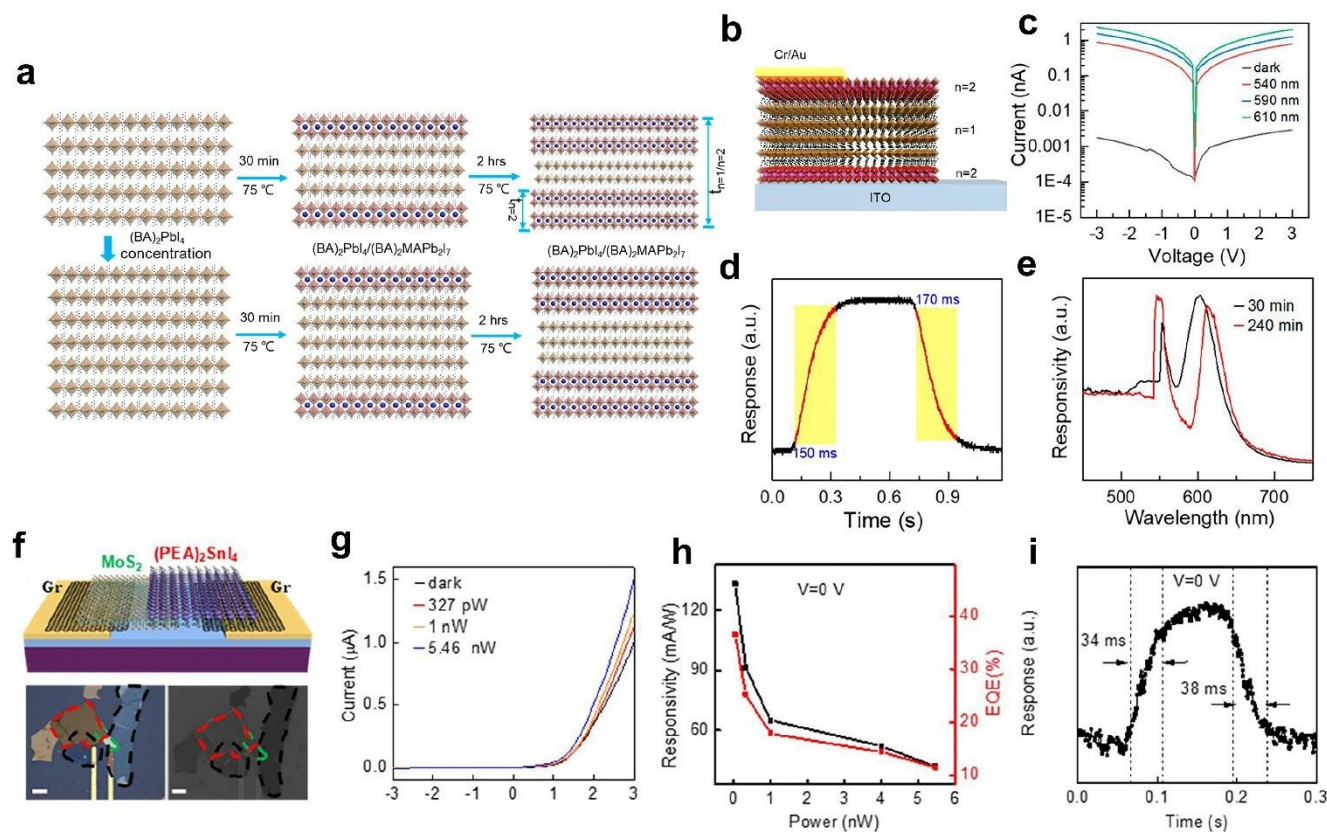 a
30 min
75 ℃
2 hrs
75 ℃
t n=2
t n=1/n=2
(BA)₂PbI₄
concentration
(BA)₂PbI₄/(BA)₂MAPb₂I₇
(BA)₂PbI₄/(BA)₂MAPb₂I₇
30 min
75 ℃
2 hrs
75 ℃
b
Cr/Au
n=2
n=1
n=2
ITO
c
Current (nA)
1
0.1
0.01
0.001
1E-4
1E-5
dark
540 nm
590 nm
610 nm
-3 -2 -1 0 1 2 3
Voltage (V)
d
Response (a.u.)
170 ms
150 ms
0.0 0.3 0.6 0.9
Time (s)
e
Responsivity (a.u.)
30 min
240 min
500 600 700
Wavelength (nm)
f
(PEA)₂SnI₄
MoS₂
Gr
Gr
g
Current (μA)
1.5
1.0
0.5
0.0
dark
327 pW
1 nW
5.46 nW
-3 -2 -1 0 1 2 3
h
V=0 V
Responsivity (mA/W)
120
90
60
EQE(%)
40
30
20
10
0 1 2 3 4 5 6
Power (nW)
i
V=0 V
Response (a.u.)
34 ms
38 ms
0.0 0.1 0.2 0.3
Time (s)